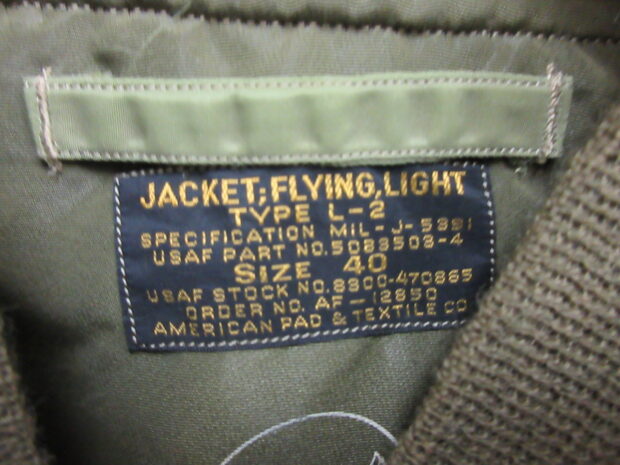 JACKET;FLYING,LIGHT
TYPE L-2
SPECIFICATION MIL-J-5391
USAF PART NO.5083503-4
SIZE 40
USAF STOCK NO.8300-470865
ORDER NO. AF-12850
AMERICAN PAD & TEXTILE CO